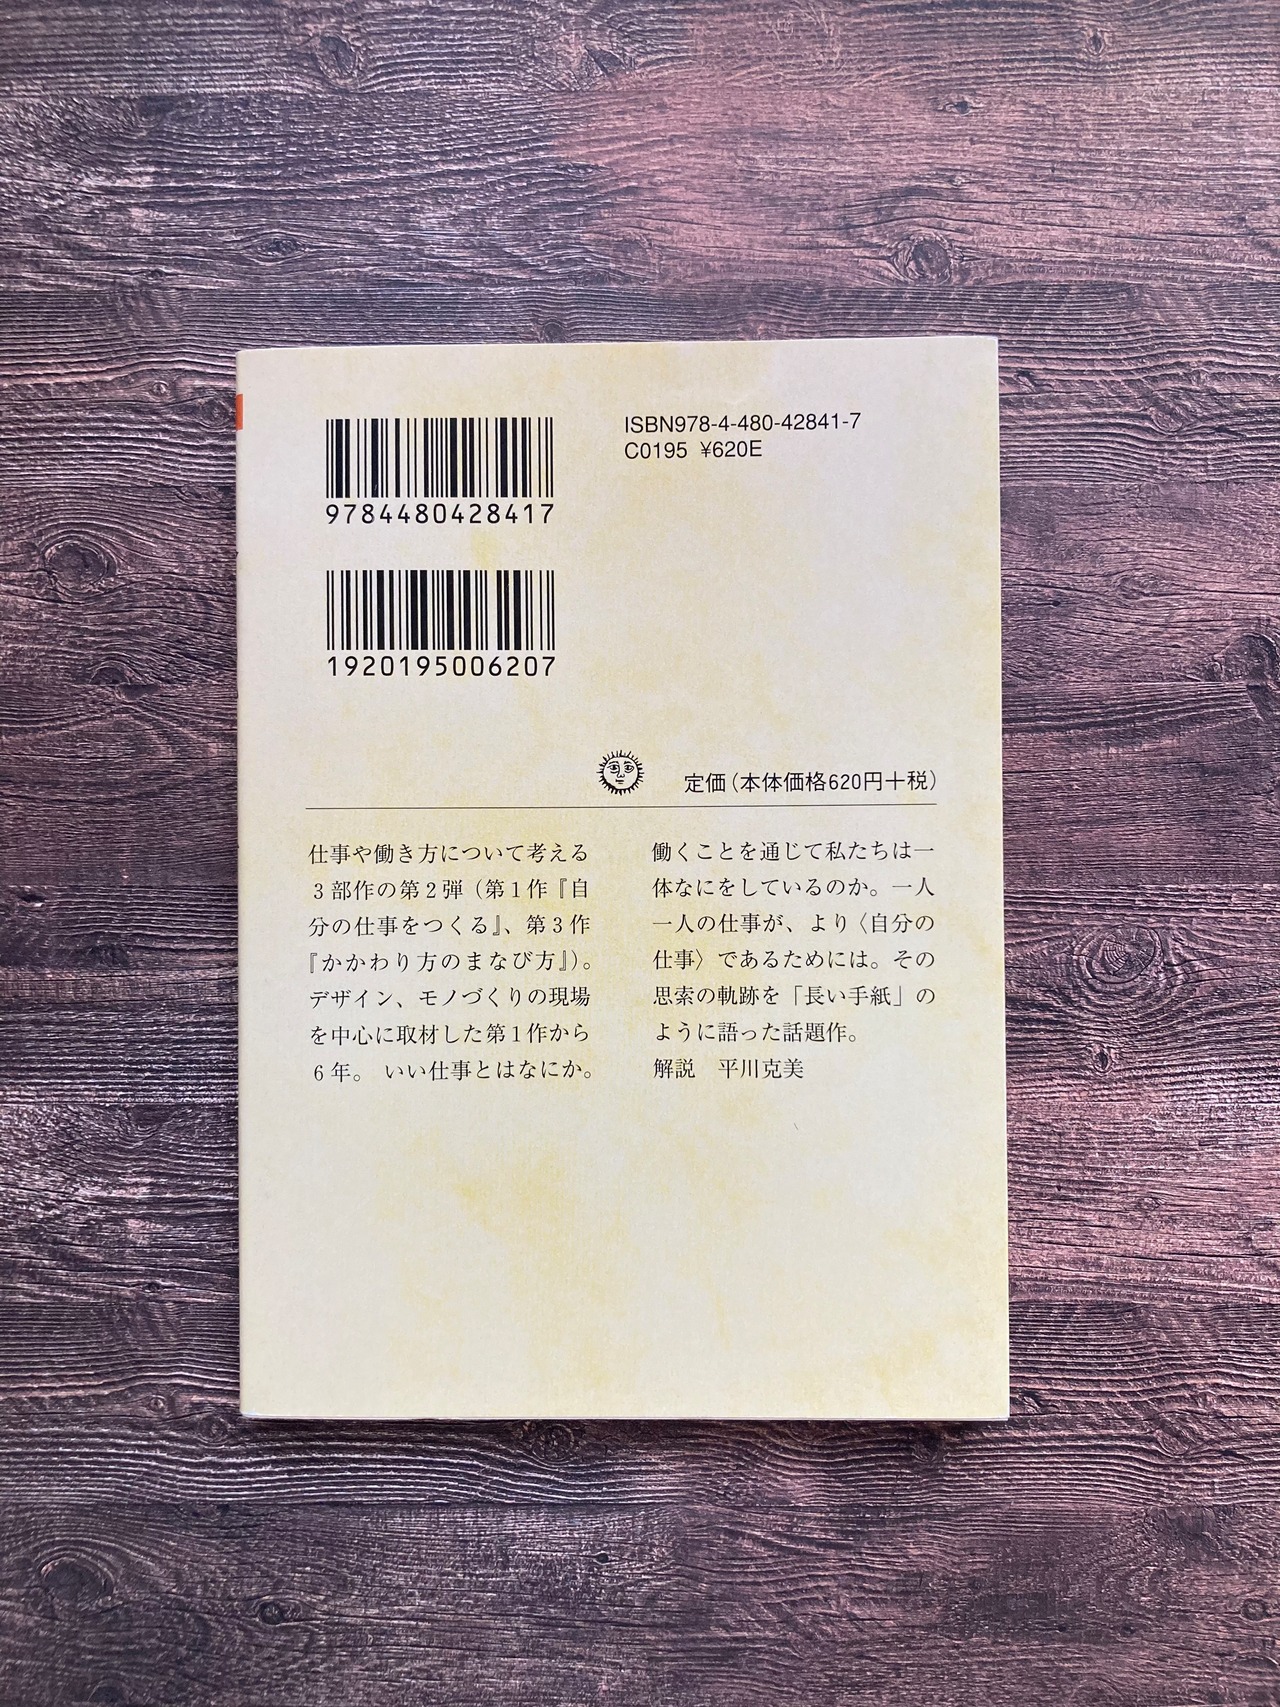 ISBN978-4-480-42841-7
C0195 ¥620E
9784480428417
1920195006207
定価(本体価格620円+税)
仕事や働き方について考える
3部作の第2弾（第1作『自
分の仕事をつくる』、第3作
『かかわり方のまなび方』）。
デザイン、モノづくりの現場
を中心に取材した第1作から
6年。 いい仕事とはなにか。
働くことを通じて私たちは一
体なにをしているのか。一人
一人の仕事が、より〈自分の
仕事〉であるためには。その
思索の軌跡を「長い手紙」の
ように語った話題作。
解説　平川克美